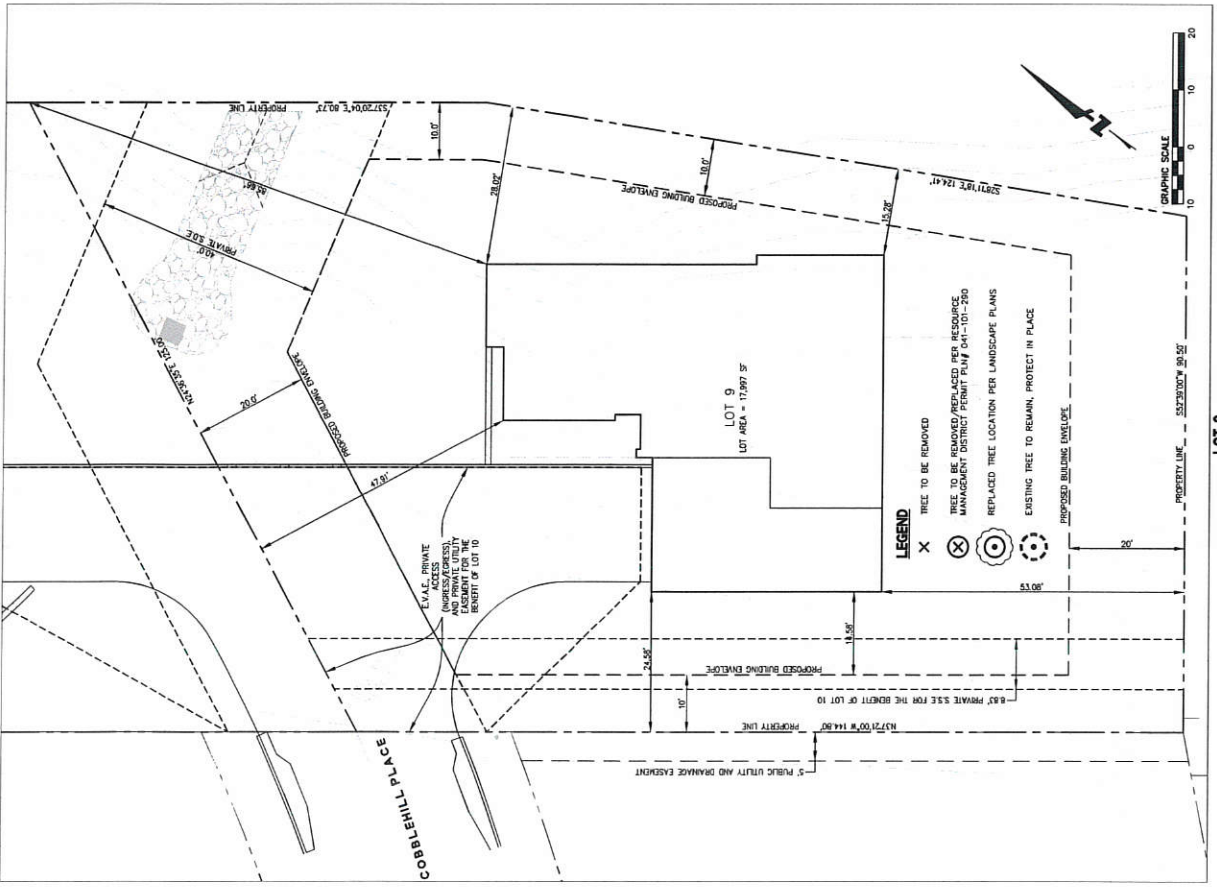 S37°20'04"E 80.73'
PROPERTY LINE
85.66'
10.0'
PRIVATE S.D.E.
40.0'
28.02'
10.0'
PROPOSED BUILDING ENVELOPE
S28°11'18"E 124.41'
15.28'
N24°36'35"E 125.00'
20.0'
PROPOSED BUILDING ENVELOPE
47.91'
LOT 9
LOT AREA = 17,997 SF
E.V.A.E., PRIVATE
ACCESS
(INGRESS/EGRESS),
AND PRIVATE UTILITY
EASEMENT FOR THE
BENEFIT OF LOT 10
LEGEND
TREE TO BE REMOVED
TREE TO BE REMOVED/REPLACED PER RESOURCE
MANAGEMENT DISTRICT PERMIT PLN# 041-101-290
REPLACED TREE LOCATION PER LANDSCAPE PLANS
EXISTING TREE TO REMAIN, PROTECT IN PLACE
PROPOSED BUILDING ENVELOPE
20'
53.08'
24.58'
14.58'
10'
PROPOSED BUILDING ENVELOPE
8.83' PRIVATE S.S.E FOR THE BENEFIT OF LOT 10
N37°21'00"W 144.80'
PROPERTY LINE
5' PUBLIC UTILITY AND DRAINAGE EASEMENT
COBBLEHILL PLACE
PROPERTY LINE S52°39'00"W 90.50'
GRAPHIC SCALE
10 0 10 20